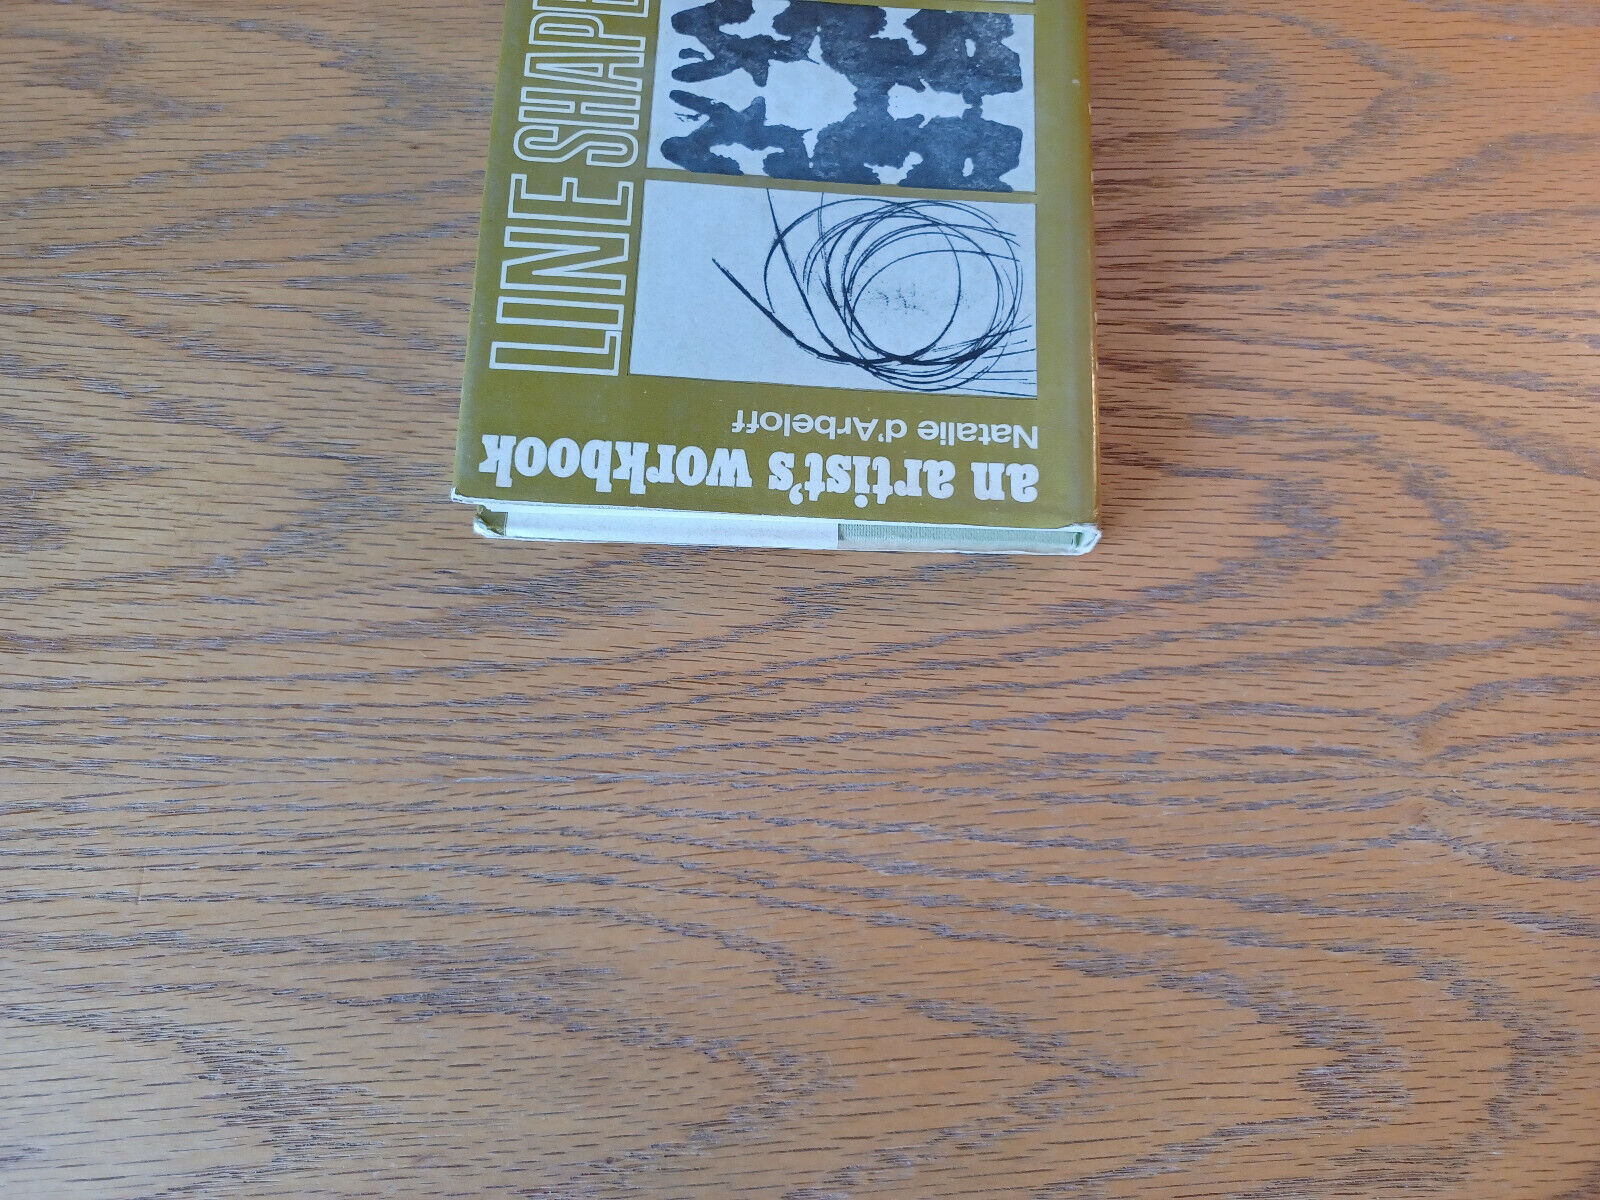 an artist's workbook
Natalie d'Arbeloff
LINE SHAPE